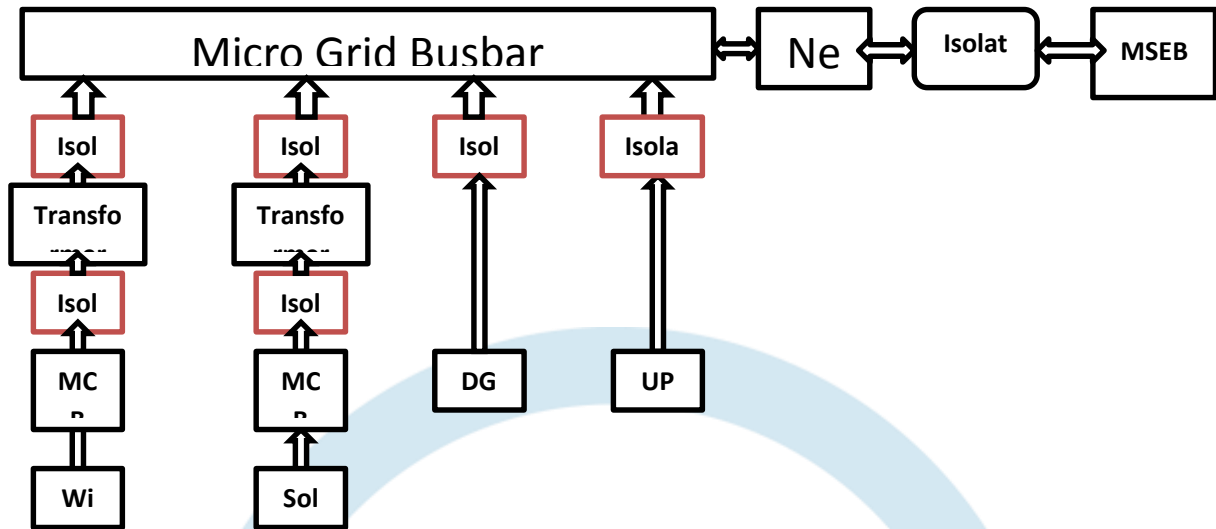 Micro Grid Busbar
Ne
Isolat
MSEB
Isol
Isol
Isol
Isola
Transfo
Transfo
Isol
Isol
MC
MC
DG
UP
Wi
Sol